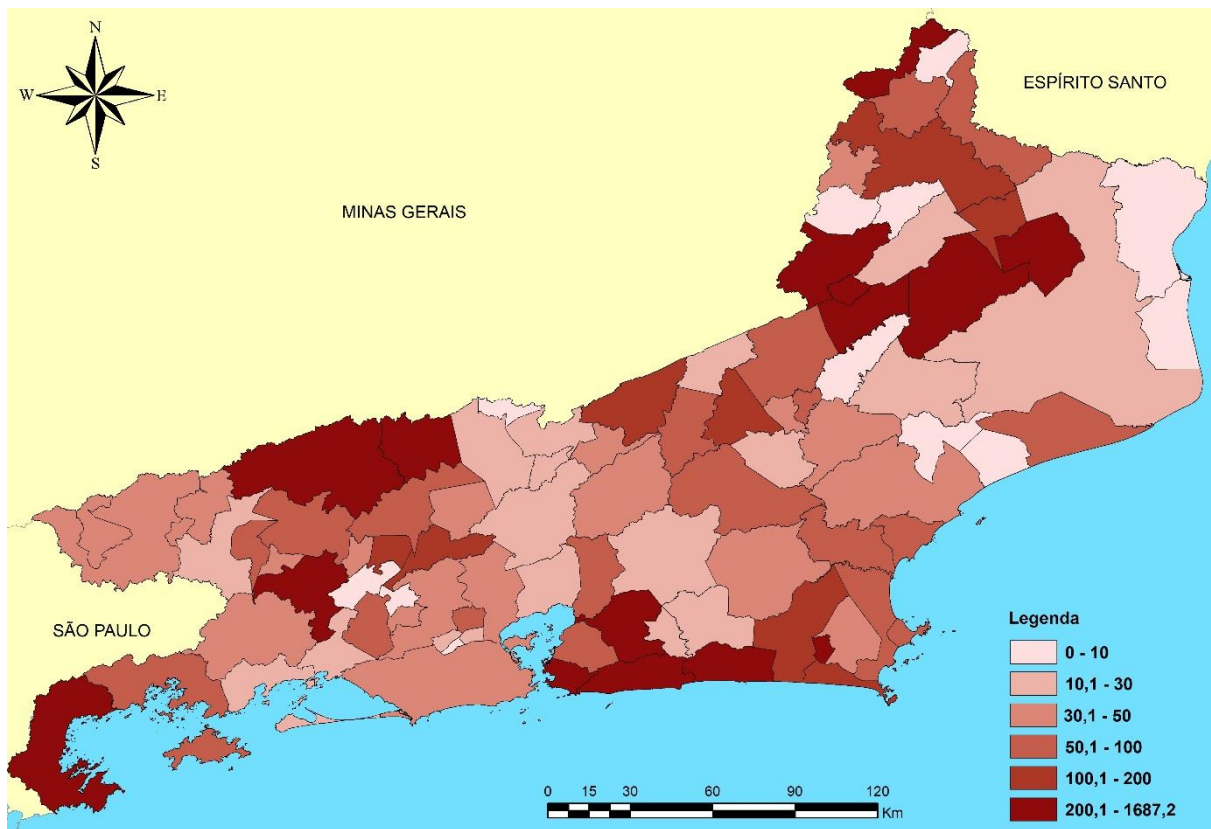 N
W E
S
ESPÍRITO SANTO
MINAS GERAIS
SÃO PAULO
Legenda
0 - 10
10,1 - 30
30,1 - 50
50,1 - 100
100,1 - 200
200,1 - 1687,2
0 15 30 60 90 120
Km